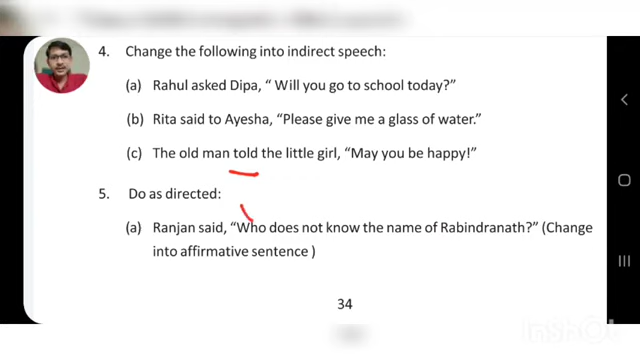 4. Change the following into indirect speech:
(a) Rahul asked Dipa, “ Will you go to school today?”
(b) Rita said to Ayesha, “Please give me a glass of water.”
(c) The old man told the little girl, “May you be happy!”
5. Do as directed:
(a) Ranjan said, “Who does not know the name of Rabindranath?” (Change
into affirmative sentence )
34
InShot